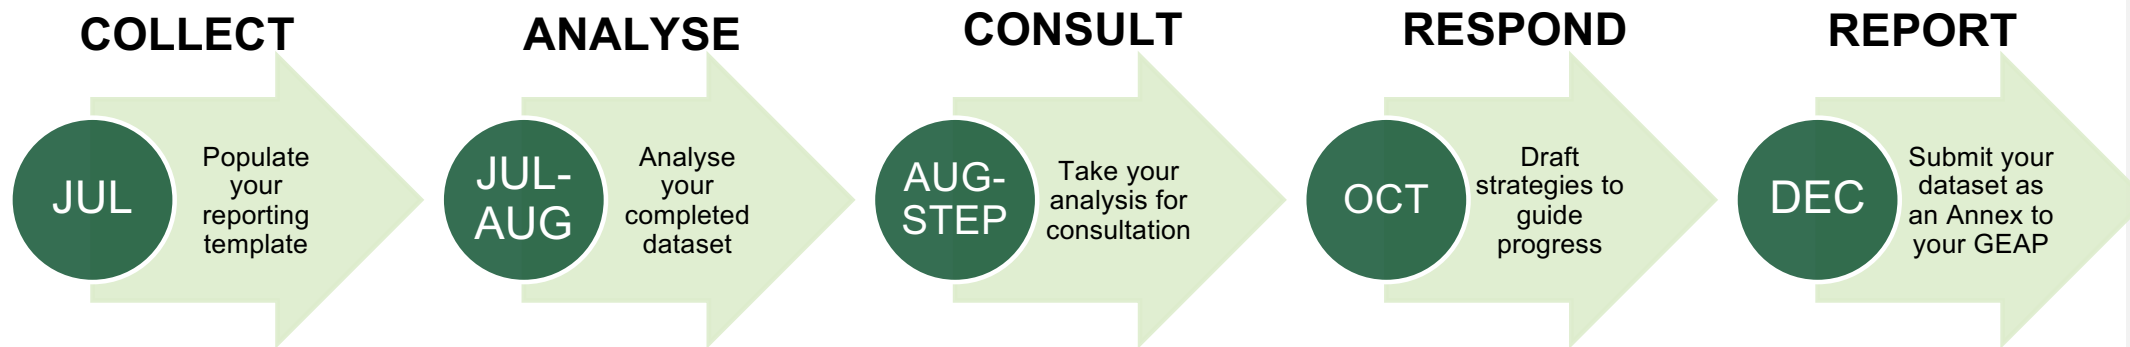 COLLECT
JUL
Populate
your
reporting
template
ANALYSE
JUL-
AUG
Analyse
your
completed
dataset
CONSULT
AUG-
STEP
Take your
analysis for
consultation
RESPOND
OCT
Draft
strategies to
guide
progress
REPORT
DEC
Submit your
dataset as
an Annex to
your GEAP